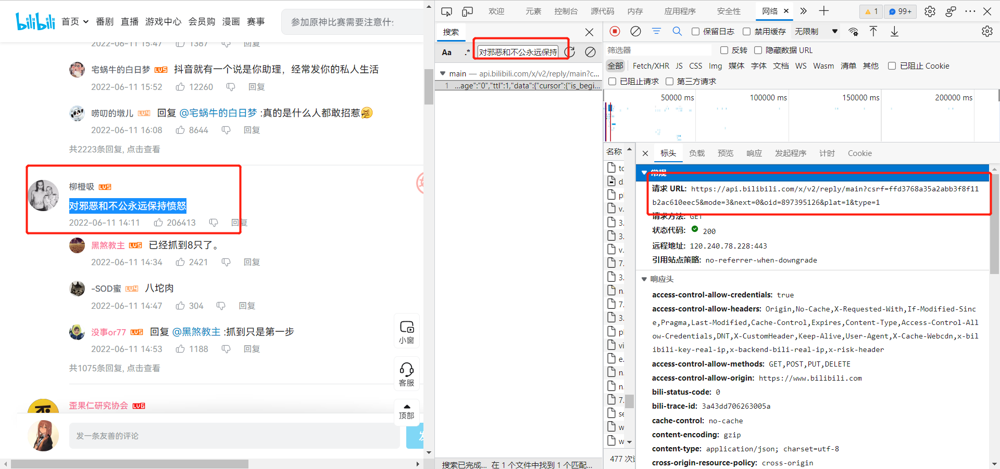 bilibili 首页 番剧 直播 游戏中心 会员购 漫画 赛事 参加原神比赛需要注意什
2022-06-11 15:47 1387 回复
宅蜗牛的白日梦 LV5 抖音就有一个说是你助理，经常发你的私人生活
2022-06-11 15:52 12260 回复
唠叨的墩儿 LV4 回复 @宅蜗牛的白日梦 :真的是什么人都敢招惹
2022-06-11 16:08 8644 回复
共2223条回复, 点击查看
柳橙吸 LV5
对邪恶和不公永远保持愤怒
2022-06-11 14:11 206413 回复
黑煞教主 LV5 已经抓到8只了。
2022-06-11 14:34 2421 回复
-SOD蜜 LV4 八坨肉
2022-06-11 14:47 304 回复
没事or77 LV5 回复 @黑煞教主 :抓到只是第一步
2022-06-11 14:53 1188 回复
共1075条回复, 点击查看
歪果仁研究协会 LV6
发一条友善的评论
小窗
客服
顶部
欢迎 元素 控制台 源代码 内存 应用程序 安全性 网络 1 99+
搜索
Aa .* 对邪恶和不公永远保持
main — api.bilibili.com/x/v2/reply/main?c...
1 ...age":"0","ttl":1,"data":{"cursor":{"is_begi...
搜索已完成... 在 1 个文件中找到 1 个匹配...
保留日志 禁用缓存 无限制
筛选器 反转 隐藏数据 URL
全部 Fetch/XHR JS CSS Img 媒体 字体 文档 WS Wasm 清单 其他 已阻止 Cookie
已阻止请求 第三方请求
50000 ms 100000 ms 150000 ms 200000 ms
名称
tc
d.
pl
v.
3.
3.
v.
7.
3.
n.
7.
3.
pl
vi
e.
n.
n.
7.
se
w
w
477 次
标头 负载 预览 响应 发起程序 计时 Cookie
常规
请求 URL: https://api.bilibili.com/x/v2/reply/main?csrf=ffd3768a35a2abb3f8f11
b2ac610eec5&mode=3&next=0&oid=897395126&plat=1&type=1
请求方法: GET
状态代码: 200
远程地址: 120.240.78.228:443
引用站点策略: no-referrer-when-downgrade
响应头
access-control-allow-credentials: true
access-control-allow-headers: Origin,No-Cache,X-Requested-With,If-Modified-Sinc
e,Pragma,Last-Modified,Cache-Control,Expires,Content-Type,Access-Control-All
ow-Credentials,DNT,X-CustomHeader,Keep-Alive,User-Agent,X-Cache-Webcdn,x-bil
ibili-key-real-ip,x-backend-bili-real-ip,x-risk-header
access-control-allow-methods: GET,POST,PUT,DELETE
access-control-allow-origin: https://www.bilibili.com
bili-status-code: 0
bili-trace-id: 3a43dd706263005a
cache-control: no-cache
content-encoding: gzip
content-type: application/json; charset=utf-8
cross-origin-resource-policy: cross-origin